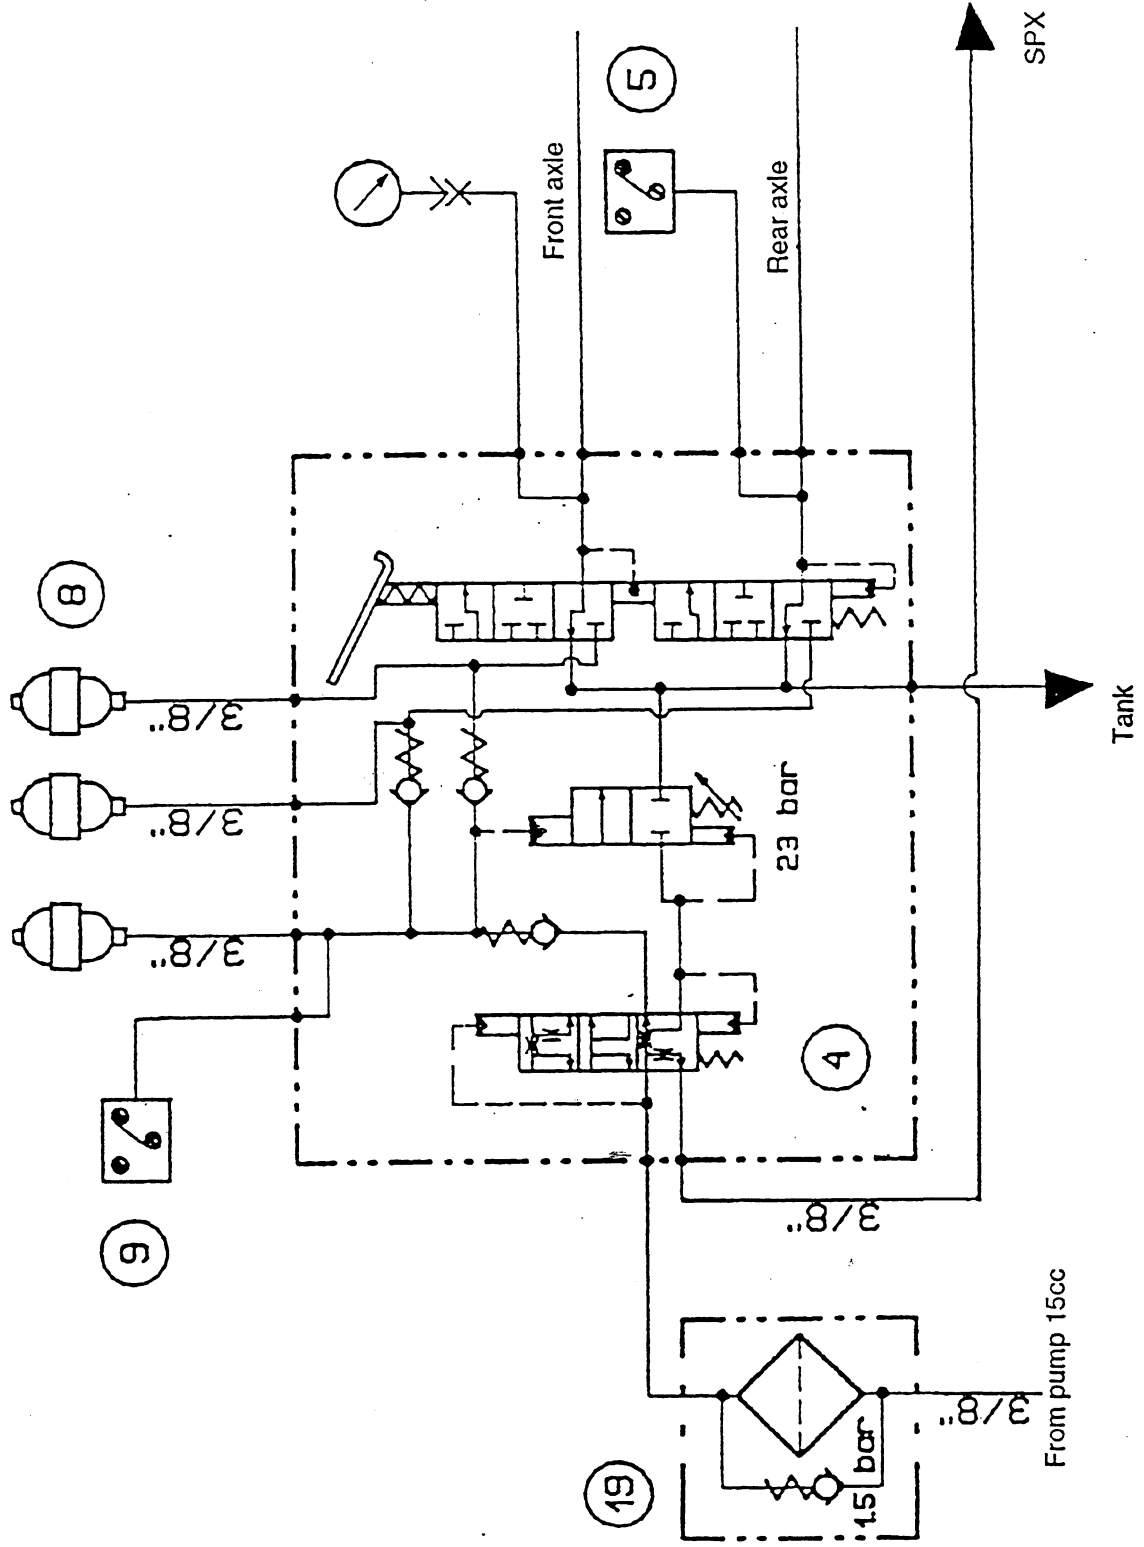 SPX
5
Front axle
Rear axle
8
3/8"
3/8"
3/8"
Tank
23 bar
4
9
3/8"
From pump 15cc
3/8"
19
1.5 bar